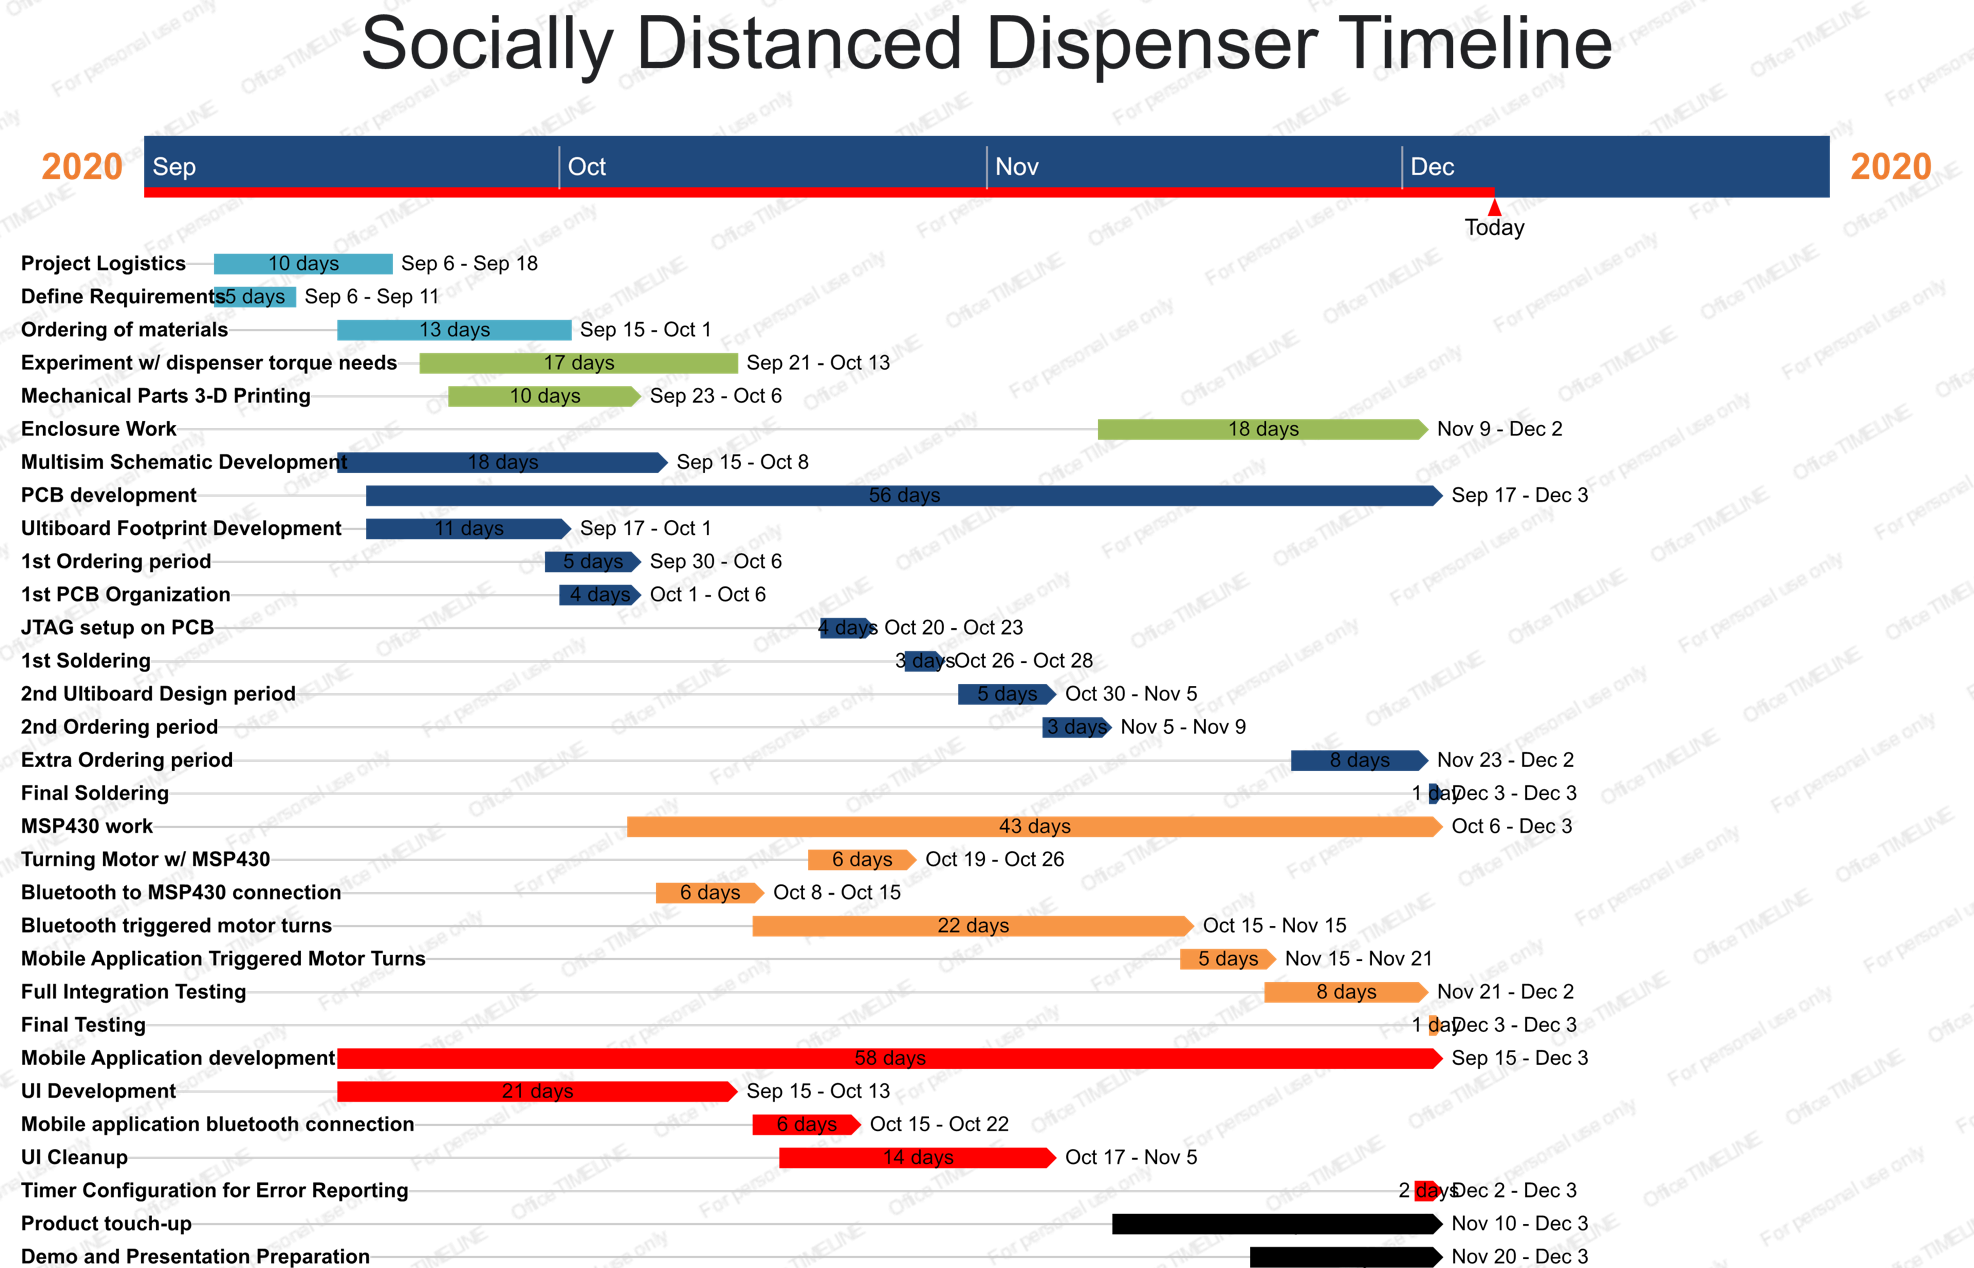 Socially Distanced Dispenser Timeline
2020 Sep Oct Nov Dec 2020
Today
Project Logistics 10 days Sep 6 - Sep 18
Define Requirements 5 days Sep 6 - Sep 11
Ordering of materials 13 days Sep 15 - Oct 1
Experiment w/ dispenser torque needs 17 days Sep 21 - Oct 13
Mechanical Parts 3-D Printing 10 days Sep 23 - Oct 6
Enclosure Work 18 days Nov 9 - Dec 2
Multisim Schematic Development 18 days Sep 15 - Oct 8
PCB development 56 days Sep 17 - Dec 3
Ultiboard Footprint Development 11 days Sep 17 - Oct 1
1st Ordering period 5 days Sep 30 - Oct 6
1st PCB Organization 4 days Oct 1 - Oct 6
JTAG setup on PCB 4 days Oct 20 - Oct 23
1st Soldering 3 days Oct 26 - Oct 28
2nd Ultiboard Design period 5 days Oct 30 - Nov 5
2nd Ordering period 3 days Nov 5 - Nov 9
Extra Ordering period 8 days Nov 23 - Dec 2
Final Soldering 1 day Dec 3 - Dec 3
MSP430 work 43 days Oct 6 - Dec 3
Turning Motor w/ MSP430 6 days Oct 19 - Oct 26
Bluetooth to MSP430 connection 6 days Oct 8 - Oct 15
Bluetooth triggered motor turns 22 days Oct 15 - Nov 15
Mobile Application Triggered Motor Turns 5 days Nov 15 - Nov 21
Full Integration Testing 8 days Nov 21 - Dec 2
Final Testing 1 day Dec 3 - Dec 3
Mobile Application development 58 days Sep 15 - Dec 3
UI Development 21 days Sep 15 - Oct 13
Mobile application bluetooth connection 6 days Oct 15 - Oct 22
UI Cleanup 14 days Oct 17 - Nov 5
Timer Configuration for Error Reporting 2 days Dec 2 - Dec 3
Product touch-up Nov 10 - Dec 3
Demo and Presentation Preparation Nov 20 - Dec 3